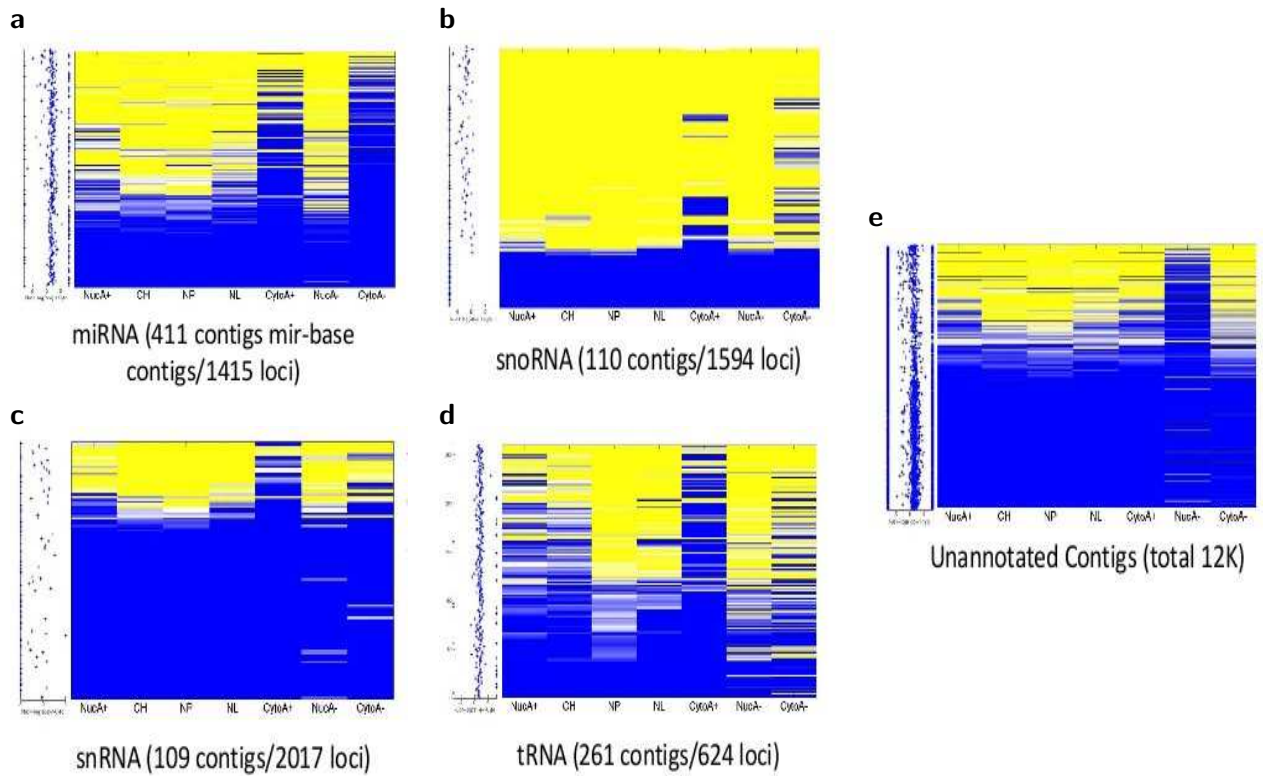 a
NucA+ CH NP NL CytoA+ NucA- CytoA-
miRNA (411 contigs mir-base
contigs/1415 loci)
b
NucA+ CH NP NL CytoA+ NucA- CytoA-
snoRNA (110 contigs/1594 loci)
c
NucA+ CH NP NL CytoA+ NucA- CytoA-
snRNA (109 contigs/2017 loci)
d
NucA+ CH NP NL CytoA+ NucA- CytoA-
tRNA (261 contigs/624 loci)
e
NucA+ CH NP NL CytoA+ NucA- CytoA-
Unannotated Contigs (total 12K)